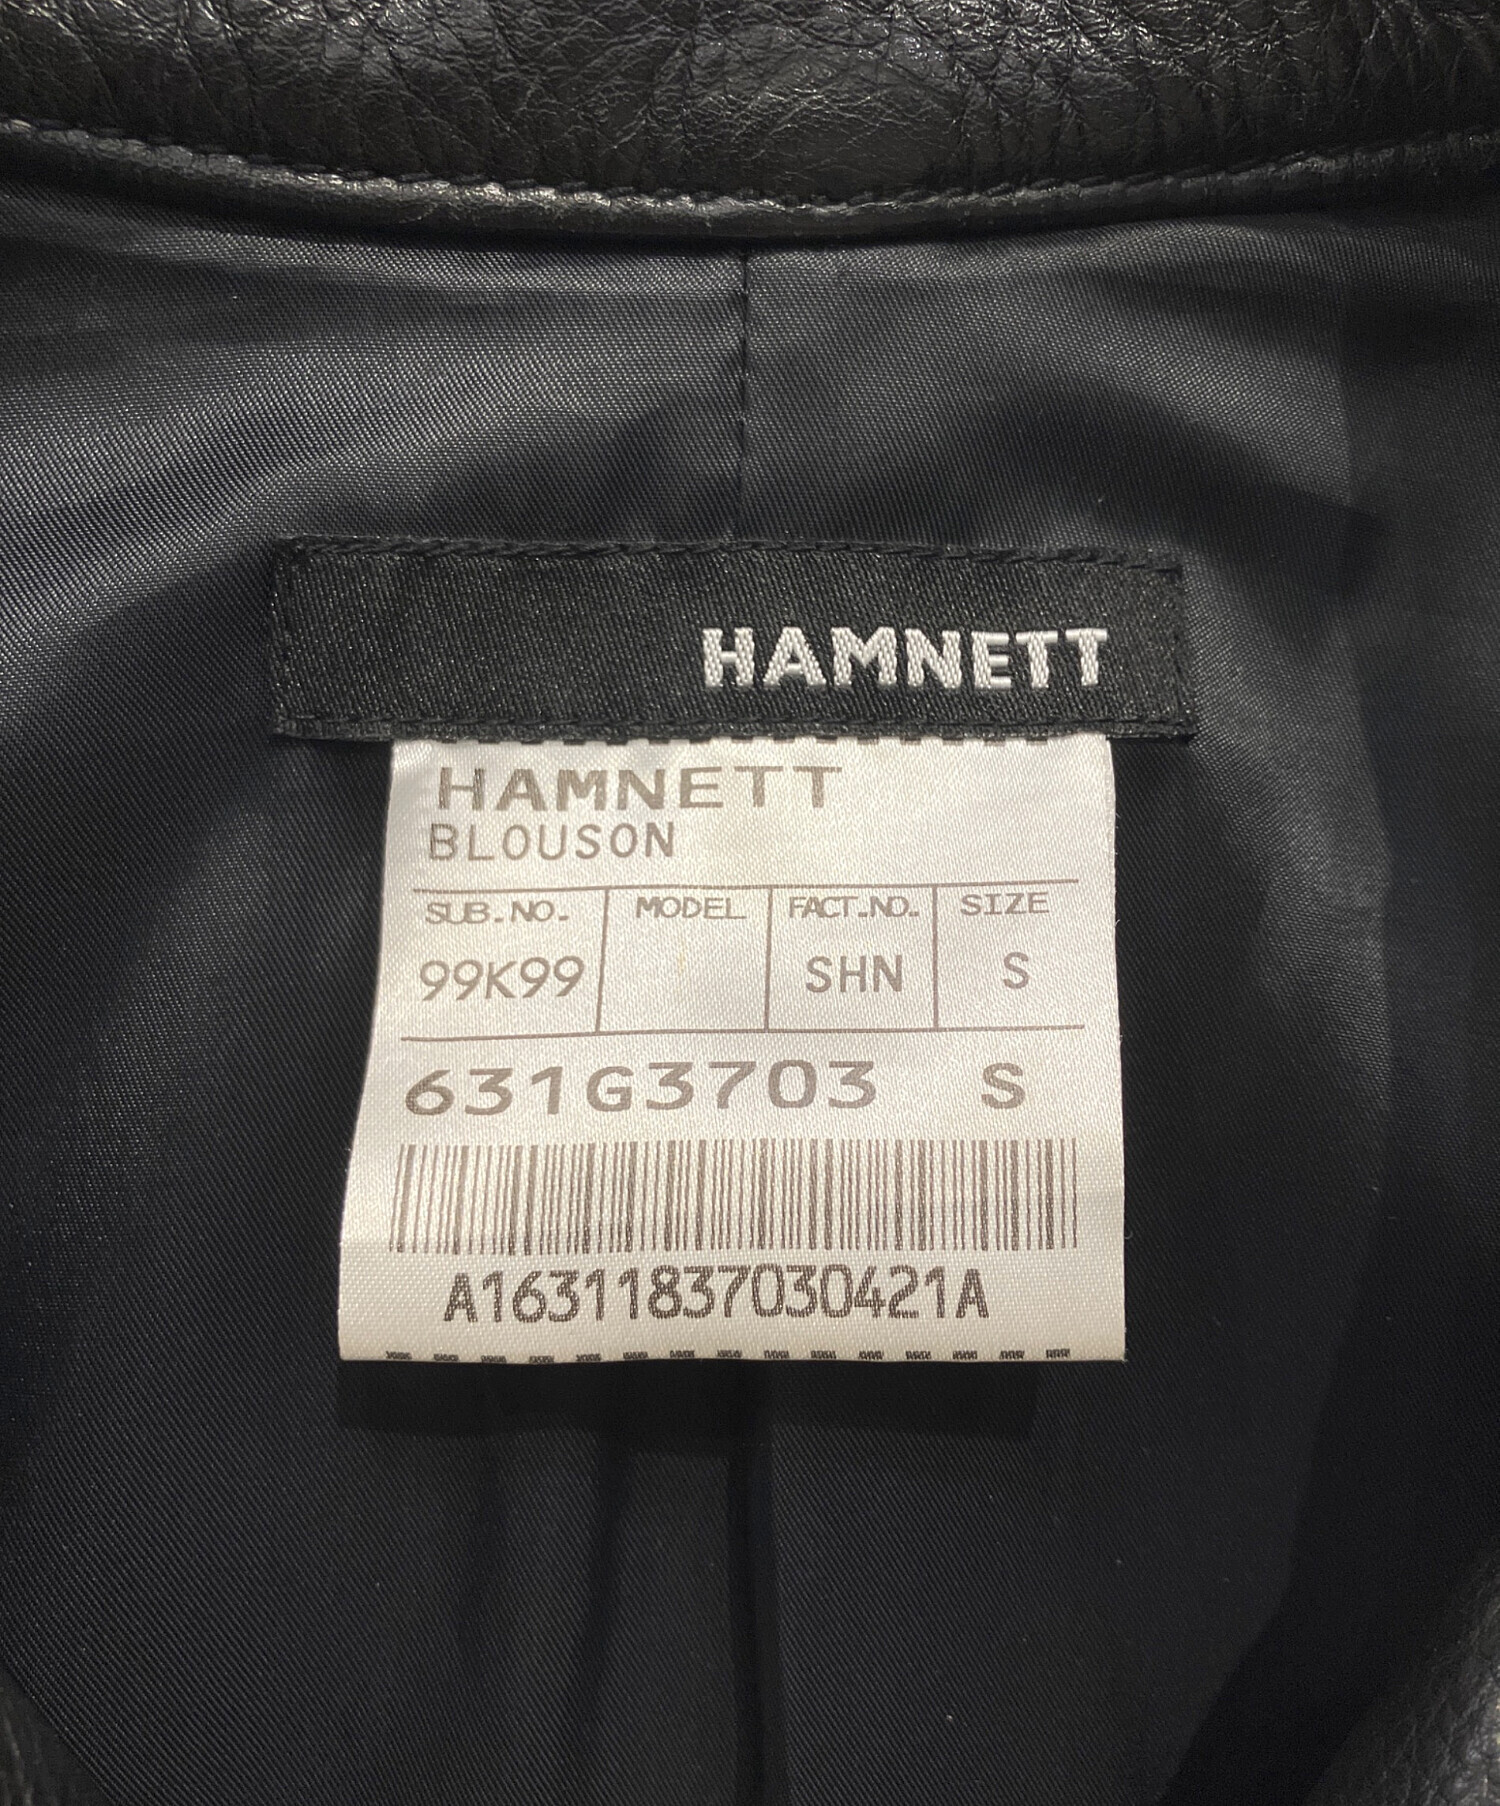 HAMNETT
HAMNETT
BLOUSON
SUB.NO. MODEL FACT.NO. SIZE
99K99 SHN S
631G3703 S
A16311837030421A